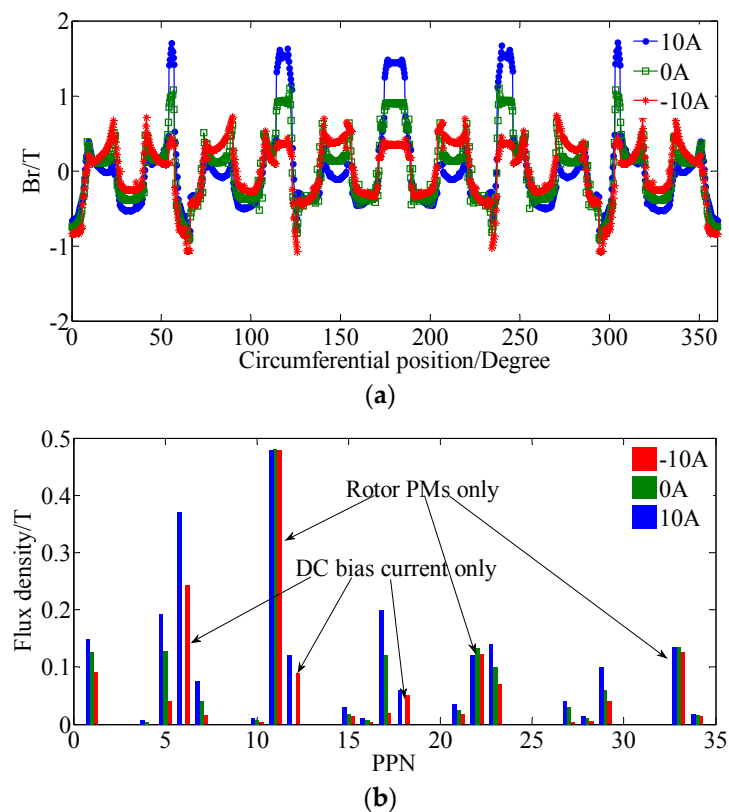 (a)
2
1
0
-1
-2
Br/T
10A
0A
-10A
0
50
100
150
200
250
300
350
Circumferential position/Degree
(a)
0.5
0.4
0.3
0.2
0.1
0
Flux density/T
-10A
0A
10A
Rotor PMs only
DC bias current only
0
5
10
15
20
25
30
35
PPN
(b)